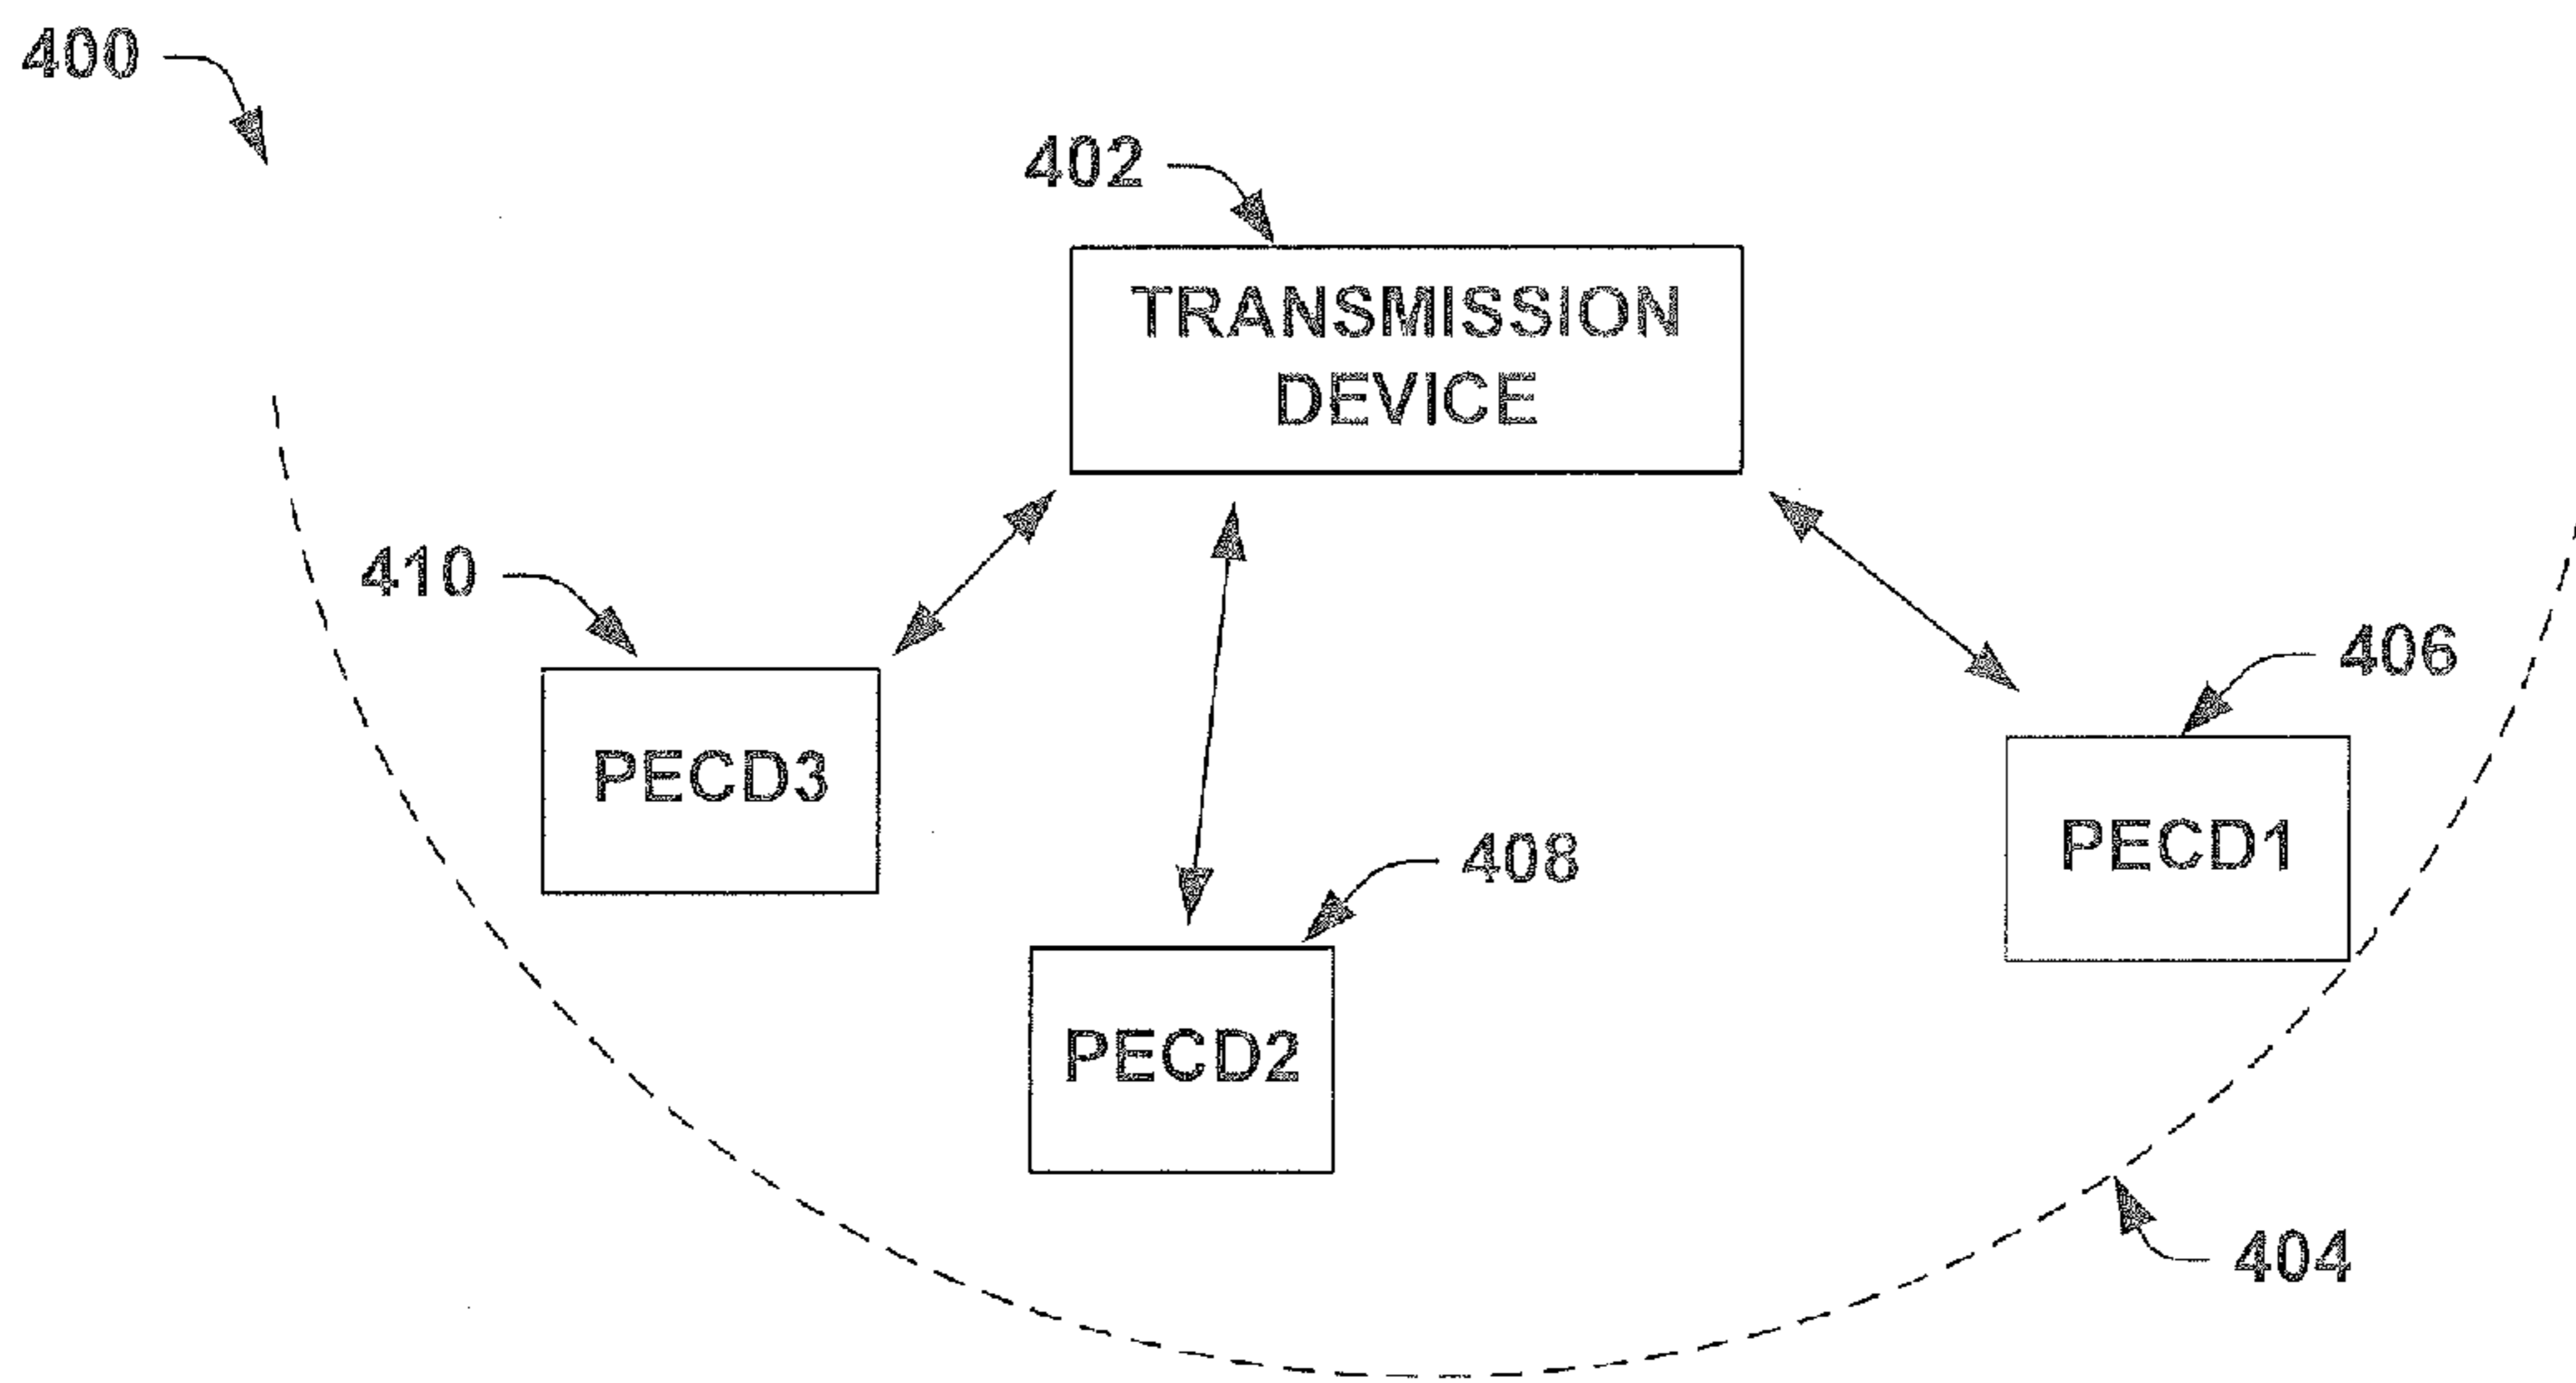 400
402
TRANSMISSION
DEVICE
410
406
PECD3
PECD1
408
PECD2
404